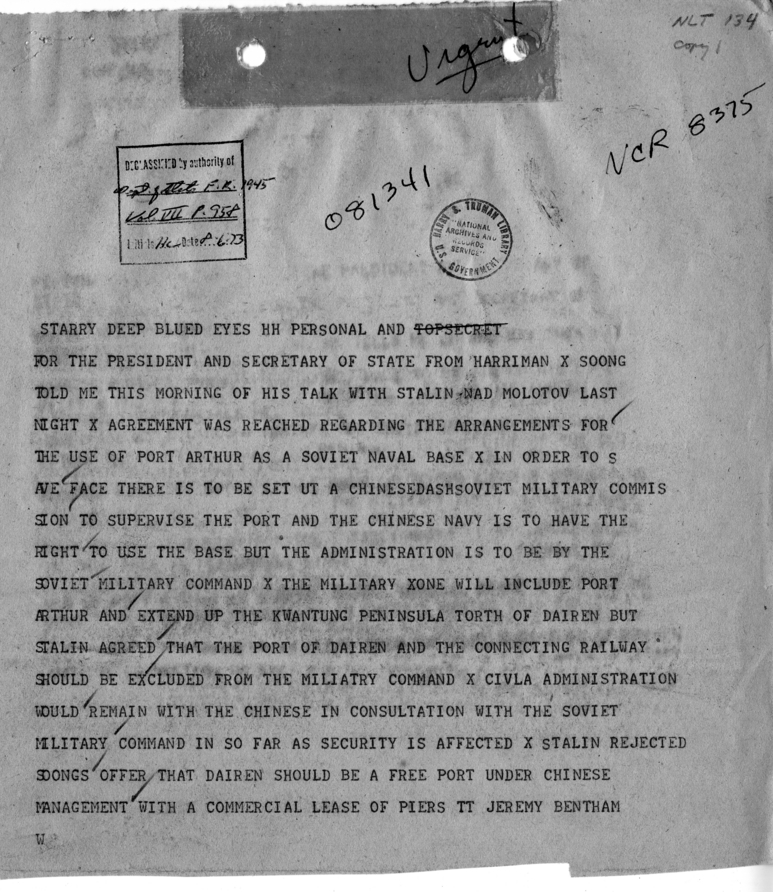 NLT 134
Copy 1
Urgent
NCR 8375
DECLASSIFIED by authority of
Dept of State F.R. 1945
Vol VII P. 958
081341
HARRY S. TRUMAN LIBRARY
"NATIONAL
ARCHIVES AND
RECORDS
SERVICE"
U.S. GOVERNMENT
STARRY DEEP BLUED EYES HH PERSONAL AND TOPSECRET
FOR THE PRESIDENT AND SECRETARY OF STATE FROM HARRIMAN X SOONG
TOLD ME THIS MORNING OF HIS TALK WITH STALIN NAD MOLOTOV LAST
NIGHT X AGREEMENT WAS REACHED REGARDING THE ARRANGEMENTS FOR
THE USE OF PORT ARTHUR AS A SOVIET NAVAL BASE X IN ORDER TO S
AVE FACE THERE IS TO BE SET UT A CHINESEDASHSOVIET MILITARY COMMIS
SION TO SUPERVISE THE PORT AND THE CHINESE NAVY IS TO HAVE THE
RIGHT TO USE THE BASE BUT THE ADMINISTRATION IS TO BE BY THE
SOVIET MILITARY COMMAND X THE MILITARY XONE WILL INCLUDE PORT
ARTHUR AND EXTEND UP THE KWANTUNG PENINSULA TORTH OF DAIREN BUT
STALIN AGREED THAT THE PORT OF DAIREN AND THE CONNECTING RAILWAY
SHOULD BE EXCLUDED FROM THE MILIATRY COMMAND X CIVLA ADMINISTRATION
WOULD REMAIN WITH THE CHINESE IN CONSULTATION WITH THE SOVIET
MILITARY COMMAND IN SO FAR AS SECURITY IS AFFECTED X STALIN REJECTED
SOONGS OFFER THAT DAIREN SHOULD BE A FREE PORT UNDER CHINESE
MANAGEMENT WITH A COMMERCIAL LEASE OF PIERS TT JEREMY BENTHAM
W